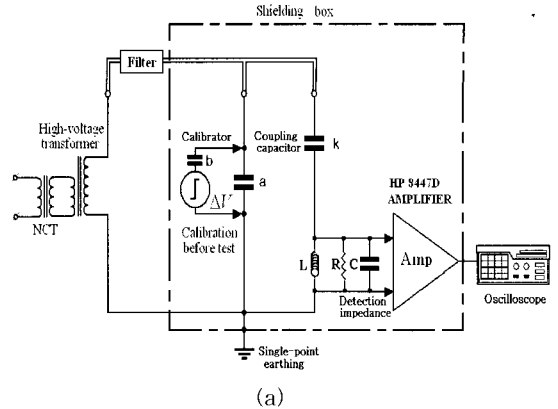 Shielding box
Filter
High-voltage
transformer
NCT
Calibrator
b
ΔV
a
Calibration
before test
Coupling
capacitor
k
L
R
C
Detection
impedance
HP 8447D
AMPLIFIER
Amp
Oscilloscope
Single-point
earthing
(a)